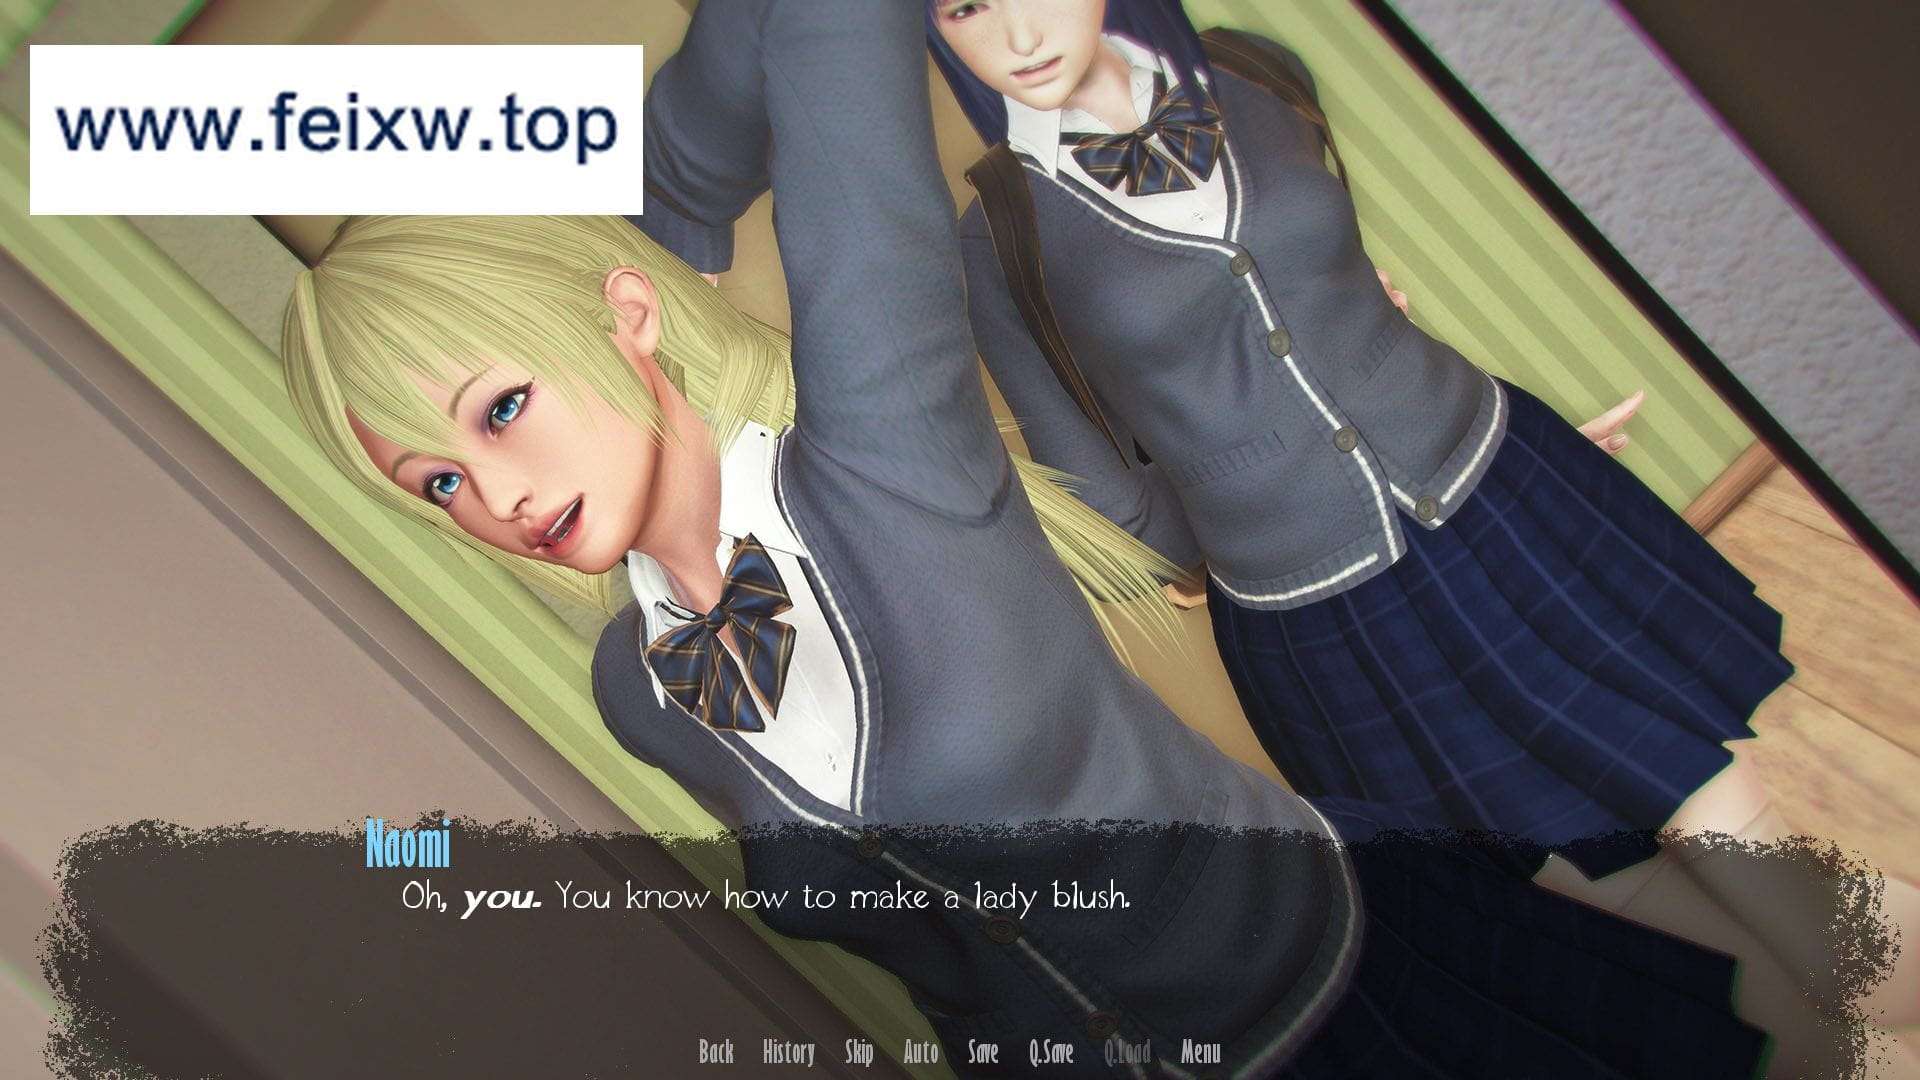 www.feixw.top
Naomi
Oh, you. You know how to make a lady blush.
Back History Skip Auto Save Q.Save Q.Load Menu